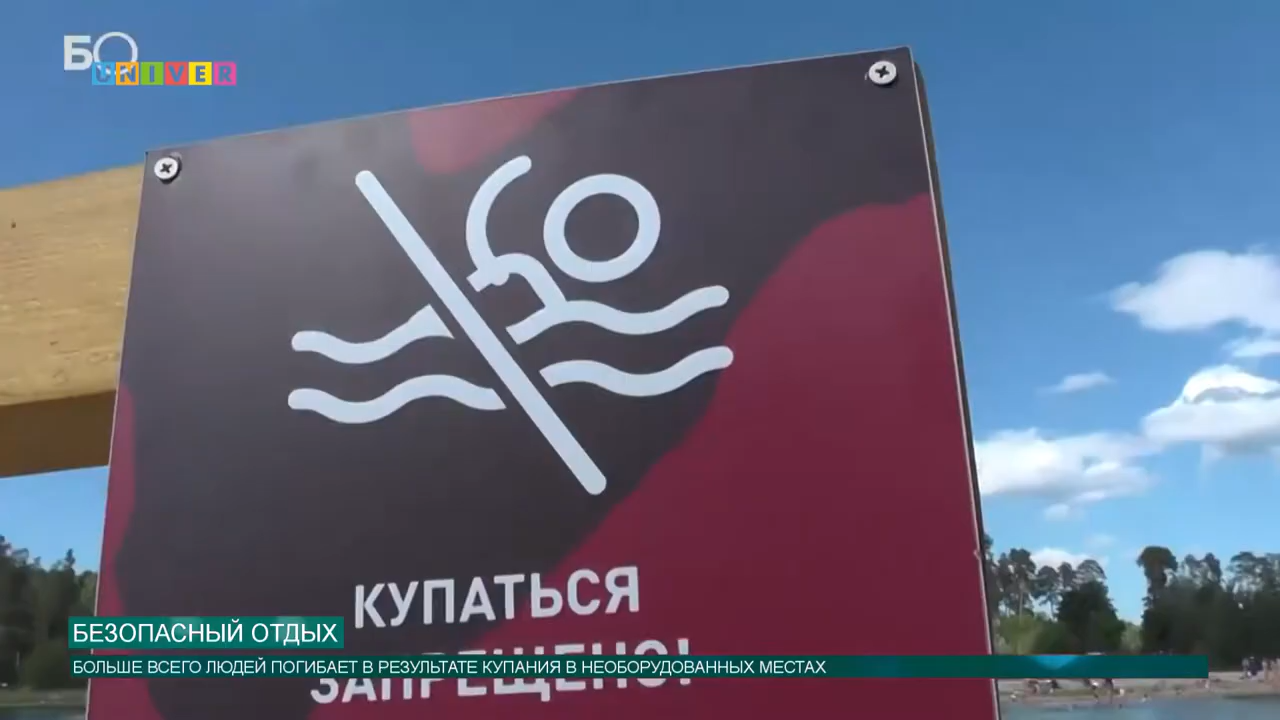 БО
UNIVER
КУПАТЬСЯ
ЗАПРЕЩЕНО!
БЕЗОПАСНЫЙ ОТДЫХ
БОЛЬШЕ ВСЕГО ЛЮДЕЙ ПОГИБАЕТ В РЕЗУЛЬТАТЕ КУПАНИЯ В НЕОБОРУДОВАННЫХ МЕСТАХ